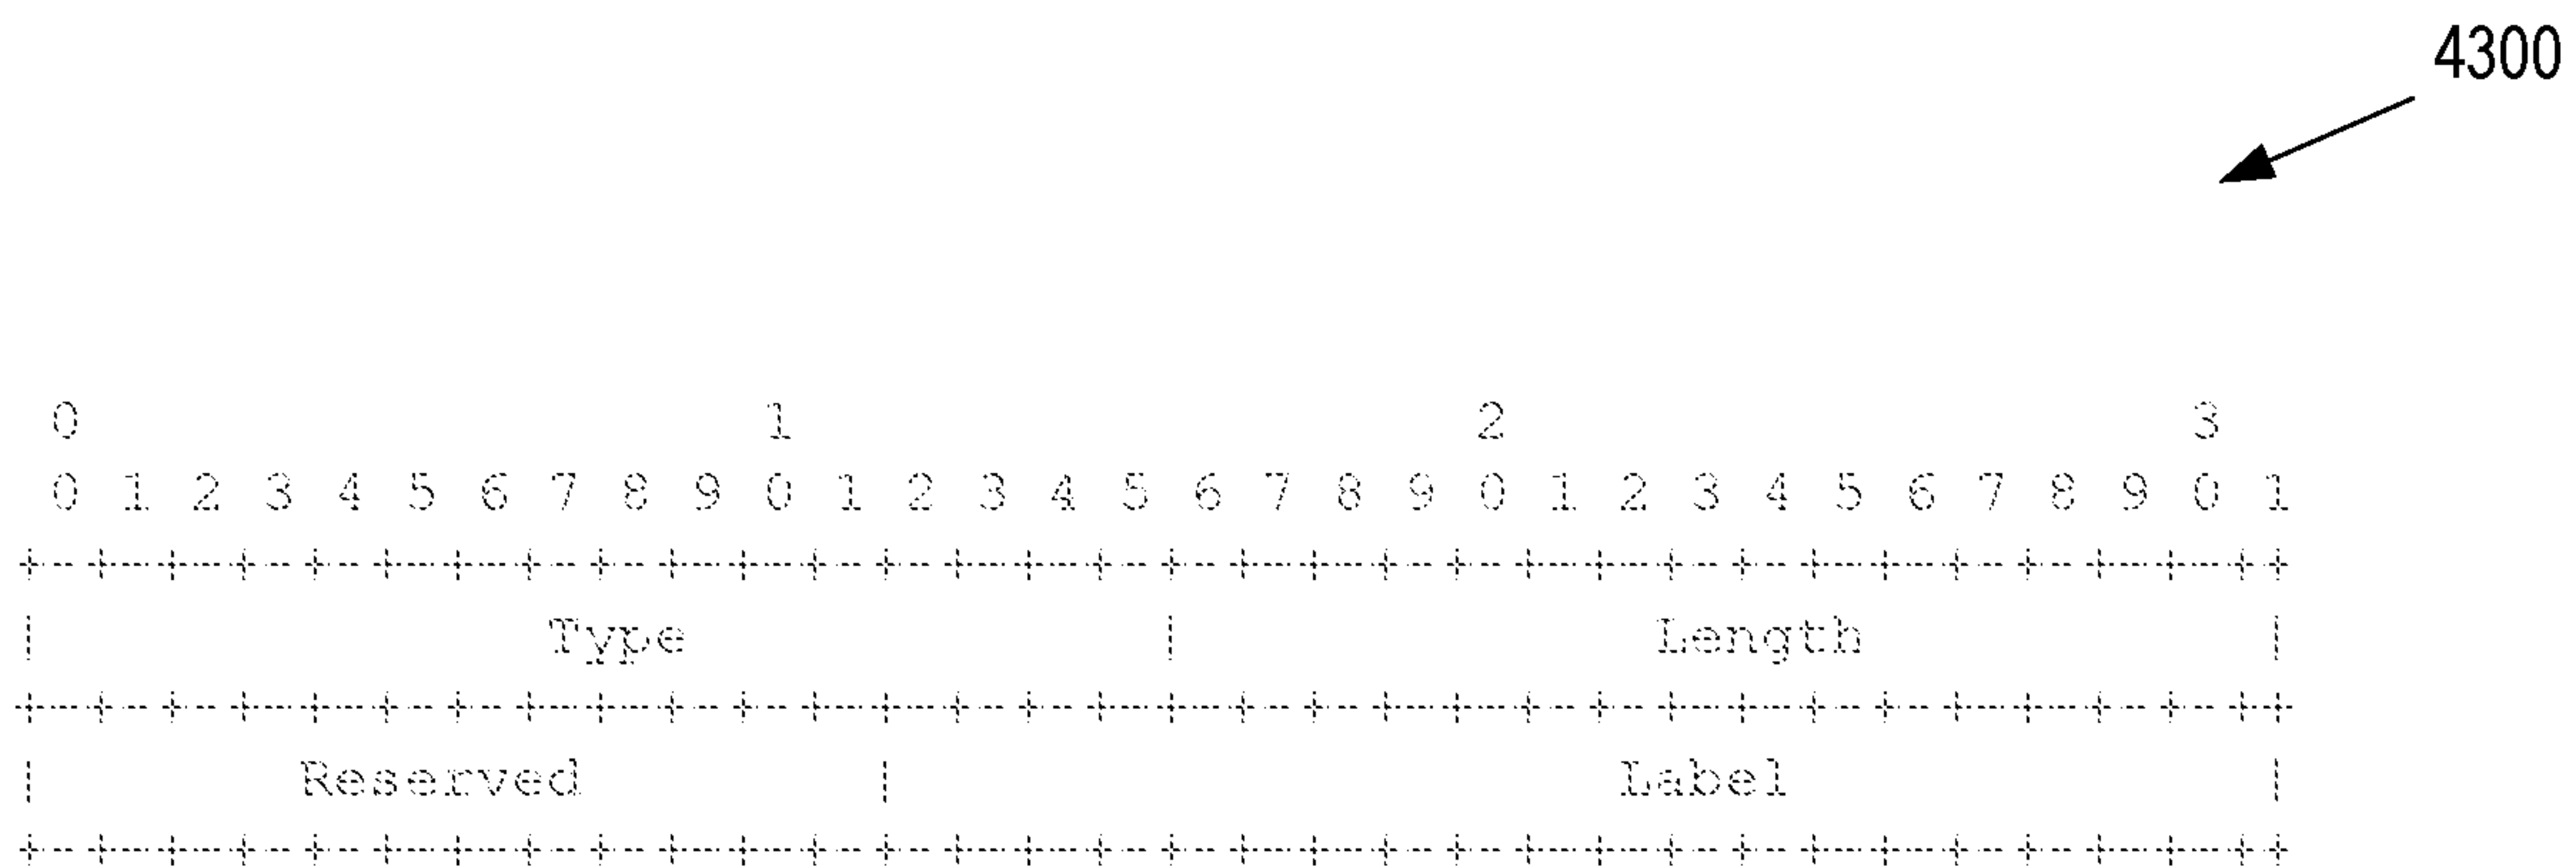 4300
0                   1                   2                   3
0 1 2 3 4 5 6 7 8 9 0 1 2 3 4 5 6 7 8 9 0 1 2 3 4 5 6 7 8 9 0 1
+-+-+-+-+-+-+-+-+-+-+-+-+-+-+-+-+-+-+-+-+-+-+-+-+-+-+-+-+-+-+-++
| Type | Length |
+-+-+-+-+-+-+-+-+-+-+-+-+-+-+-+-+-+-+-+-+-+-+-+-+-+-+-+-+-+-+-++
| Reserved | Label |
+-+-+-+-+-+-+-+-+-+-+-+-+-+-+-+-+-+-+-+-+-+-+-+-+-+-+-+-+-+-+-++